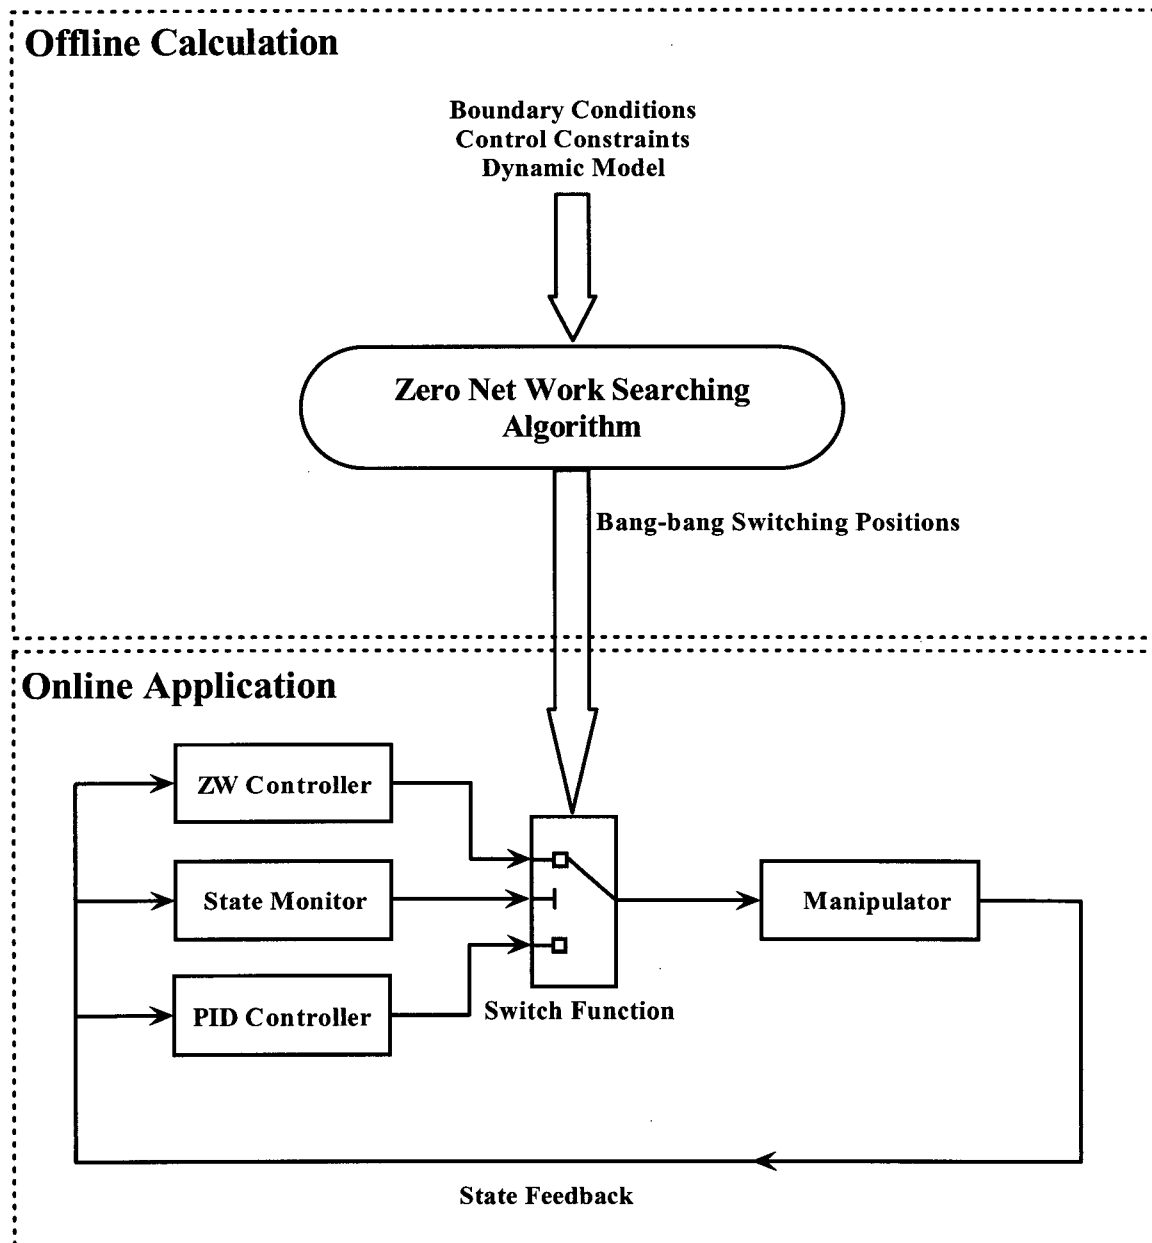 Offline Calculation
Boundary Conditions
Control Constraints
Dynamic Model
Zero Net Work Searching
Algorithm
Bang-bang Switching Positions
Online Application
ZW Controller
State Monitor
Manipulator
PID Controller
Switch Function
State Feedback